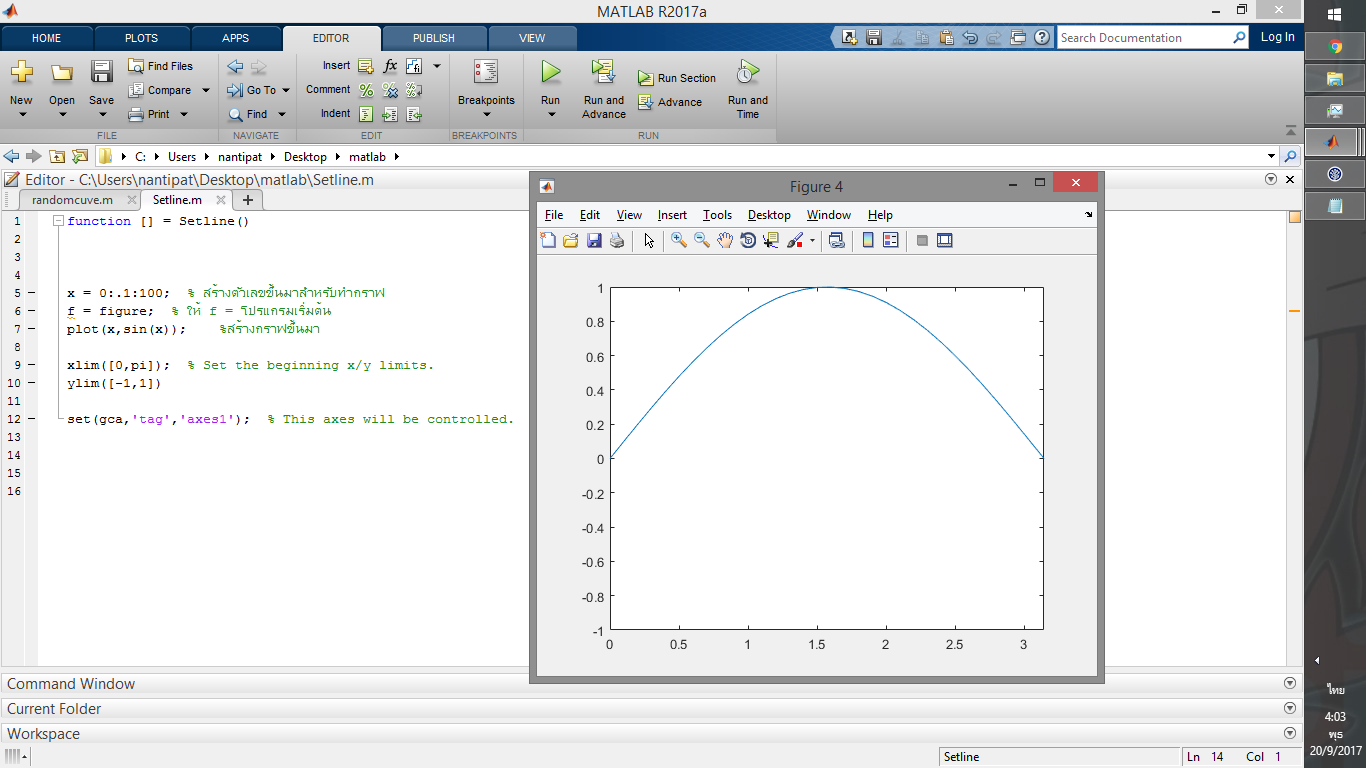 MATLAB R2017a
HOME PLOTS APPS EDITOR PUBLISH VIEW
Search Documentation
Log In
New
Open
Save
Find Files
Compare
Print
FILE
Go To
Find
NAVIGATE
Insert fx
Comment
Indent
EDIT
Breakpoints
BREAKPOINTS
Run
Run and
Advance
Run Section
Advance
Run and
Time
RUN
C: Users nantipat Desktop matlab
Editor - C:\Users\nantipat\Desktop\matlab\Setline.m
randomcuve.m Setline.m
1 function [] = Setline()
2
3
4
5 x = 0:.1:100; % สร้างตัวเลขขึ้นมาสำหรับทำกราฟ
6 f = figure; % ให้ f = โปรแกรมเริ่มต้น
7 plot(x,sin(x)); %สร้างกราฟขึ้นมา
8
9 xlim([0,pi]); % Set the beginning x/y limits.
10 ylim([-1,1])
11
12 set(gca,'tag','axes1'); % This axes will be controlled.
13
14
15
16
Figure 4
File Edit View Insert Tools Desktop Window Help
1
0.8
0.6
0.4
0.2
0
-0.2
-0.4
-0.6
-0.8
-1
0 0.5 1 1.5 2 2.5 3
Command Window
Current Folder
Workspace
Setline
Ln 14 Col 1
ไทย
4:03
พุธ
20/9/2017